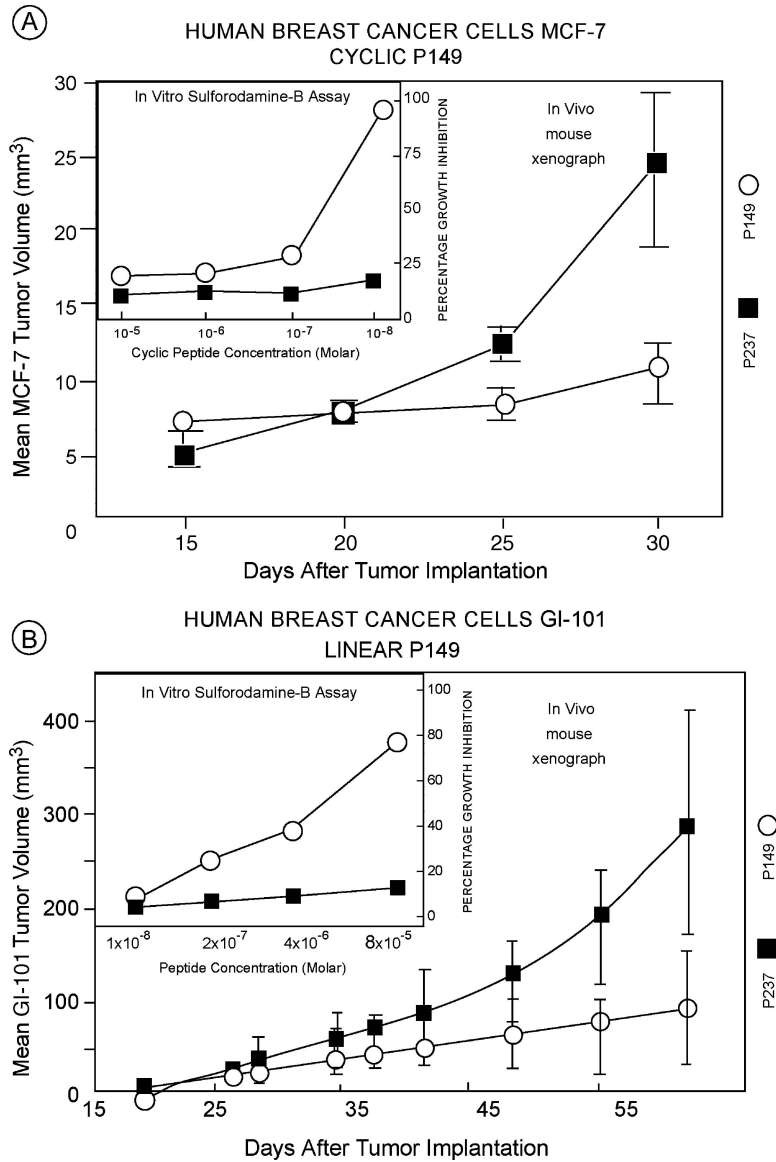 A
HUMAN BREAST CANCER CELLS MCF-7
CYCLIC P149
Mean MCF-7 Tumor Volume (mm³)
30
25
20
15
10
5
0
In Vitro Sulforodamine-B Assay
100
75
50
25
0
PERCENTAGE GROWTH INHIBITION
10-5
10-6
10-7
10-8
Cyclic Peptide Concentration (Molar)
In Vivo
mouse
xenograph
P149
P237
15
20
25
30
Days After Tumor Implantation
B
HUMAN BREAST CANCER CELLS GI-101
LINEAR P149
Mean GI-101 Tumor Volume (mm³)
400
300
200
100
0
In Vitro Sulforodamine-B Assay
100
80
60
40
20
0
PERCENTAGE GROWTH INHIBITION
1x10-8
2x10-7
4x10-6
8x10-5
Peptide Concentration (Molar)
In Vivo
mouse
xenograph
P149
P237
15
25
35
45
55
Days After Tumor Implantation